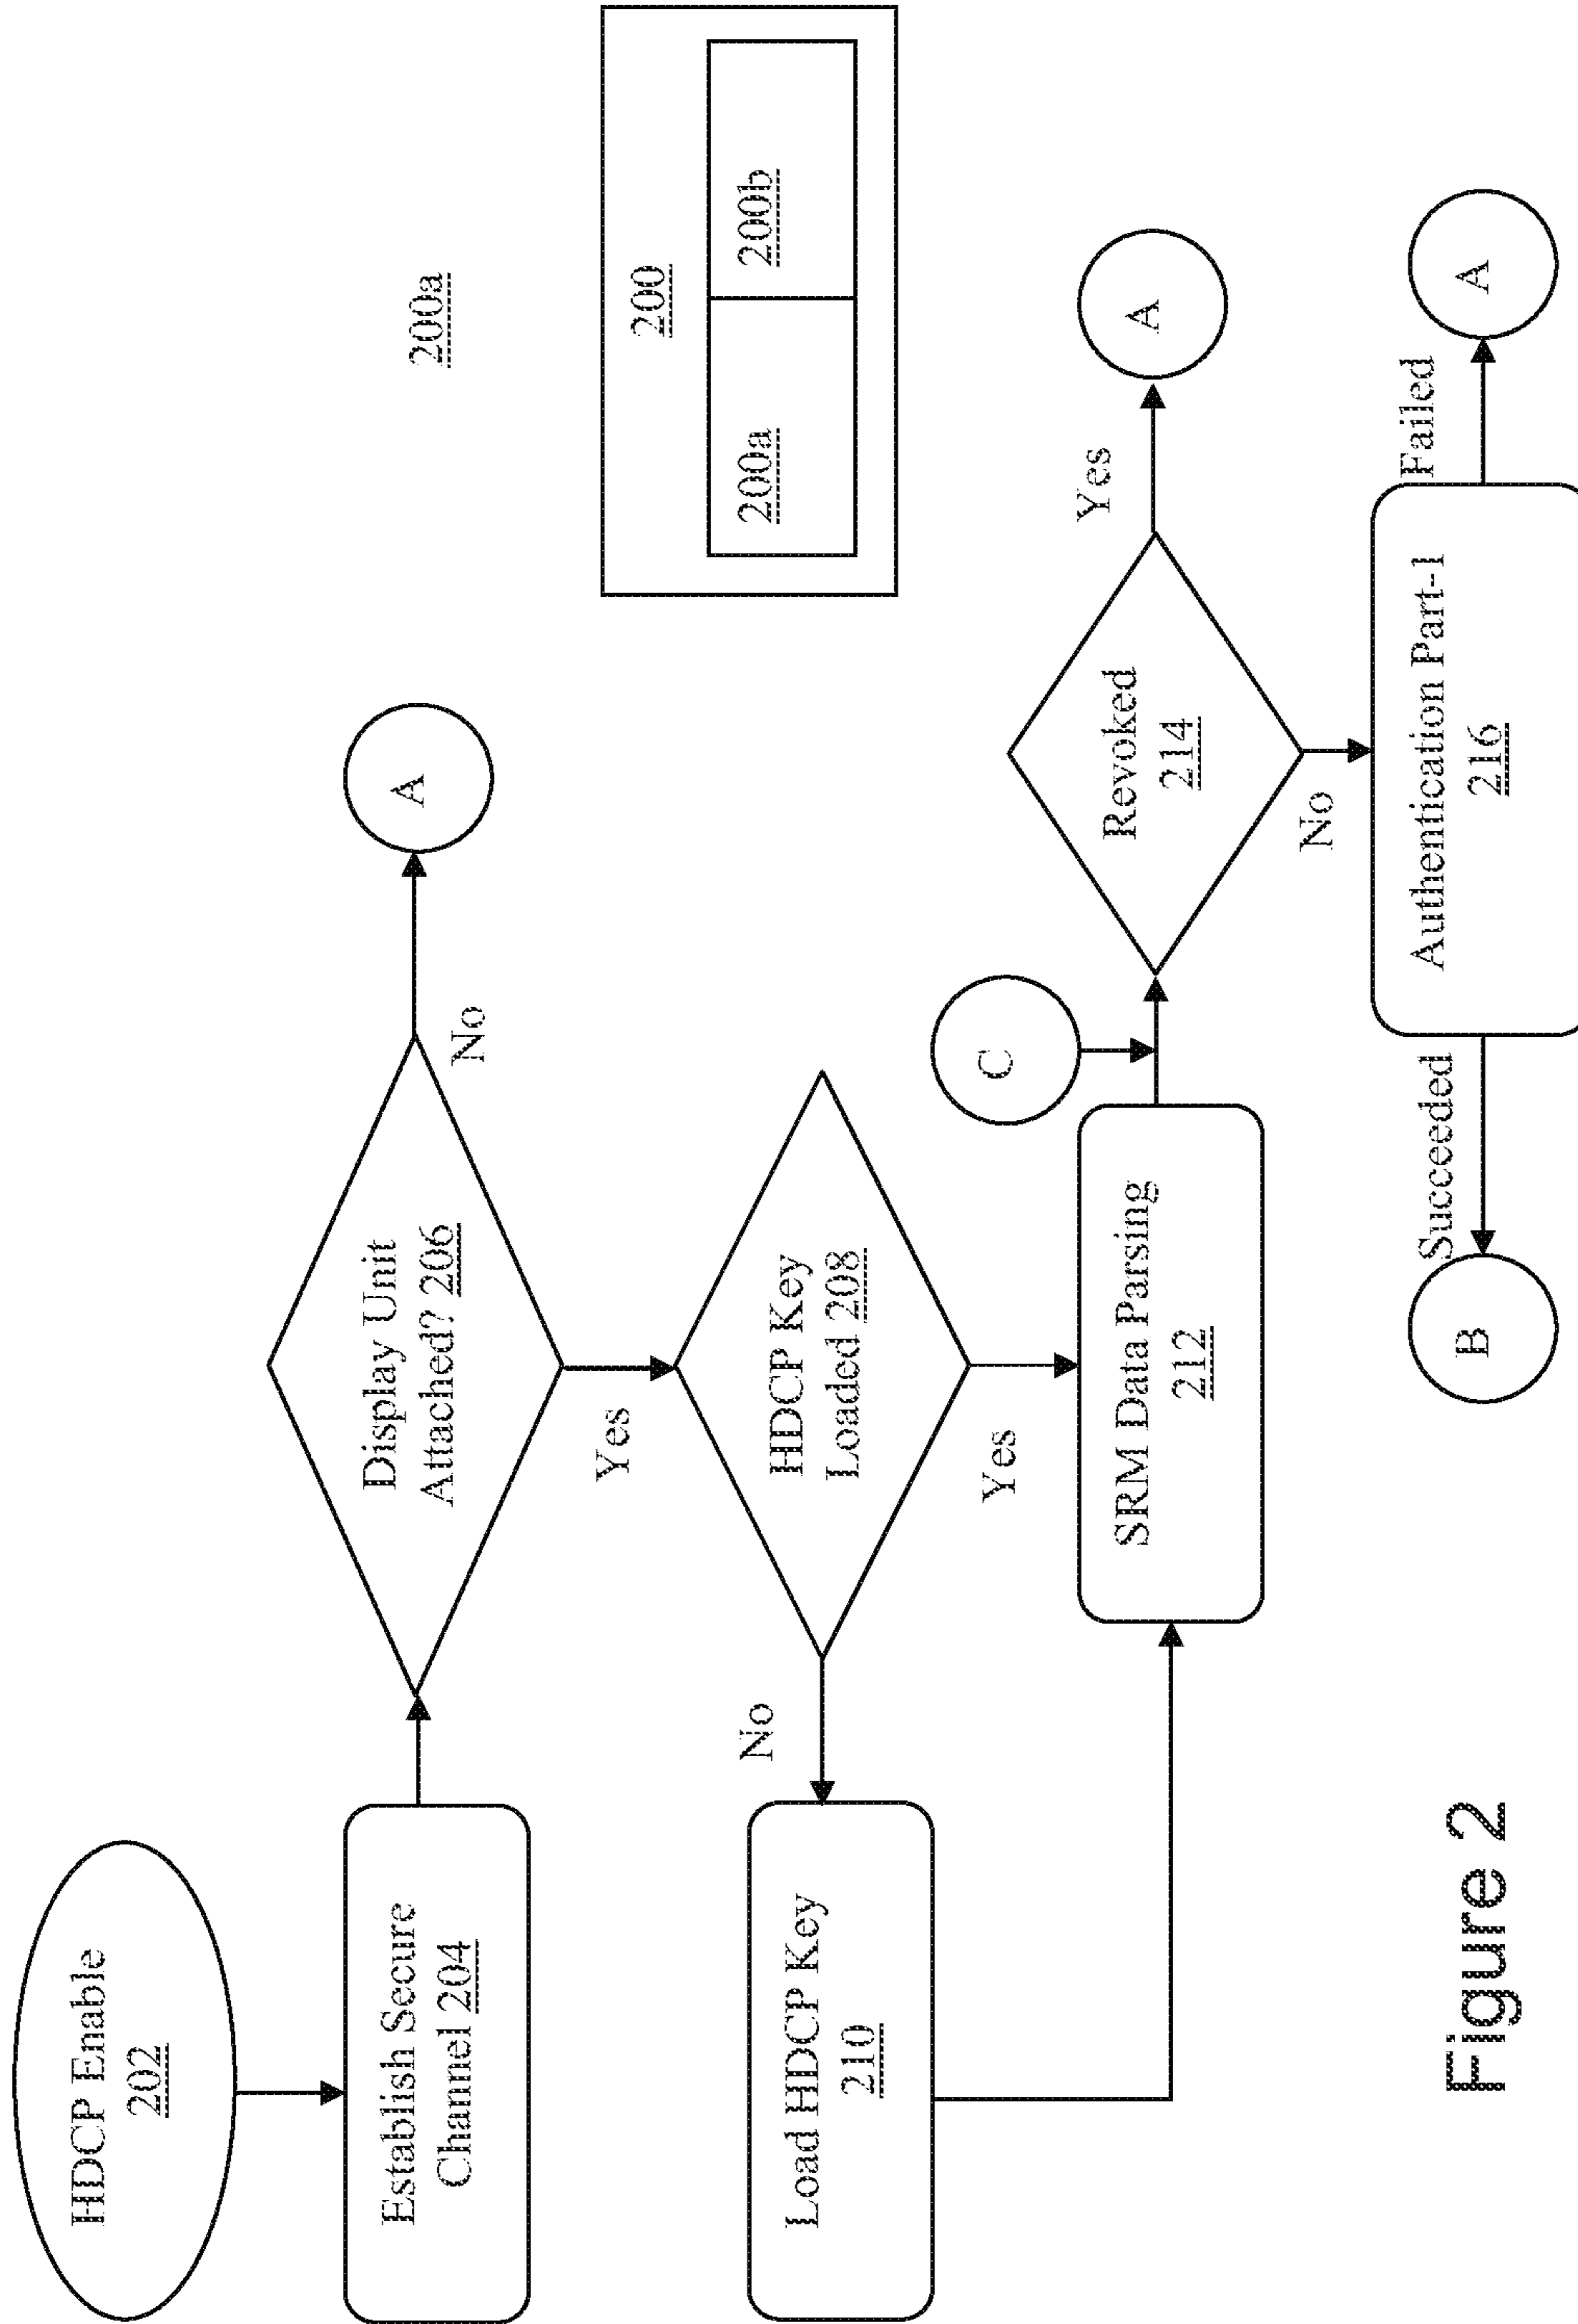 HDCP Enable
202
200a
Establish Secure
Channel 204
Display Unit
Attached? 206
No
A
Yes
200
200a
200b
No
Load HDCP Key
210
HDCP Key
Loaded 208
Yes
C
SRM Data Parsing
212
Revoked
214
Yes
A
No
Succeeded
B
Authentication Part-1
216
Failed
A
Figure 2